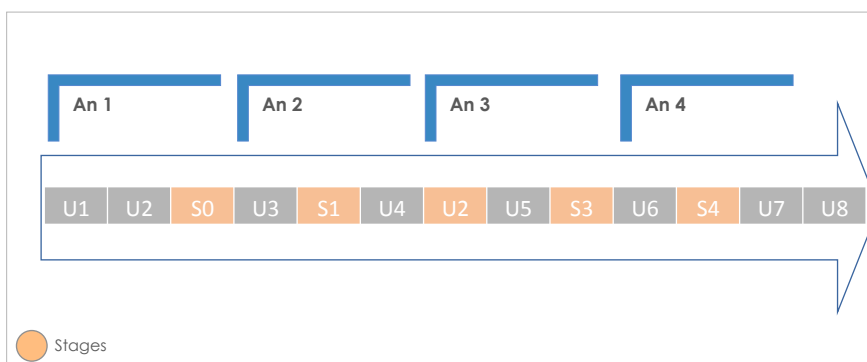 An 1 An 2 An 3 An 4
U1 U2 S0 U3 S1 U4 U2 U5 S3 U6 S4 U7 U8
Stages